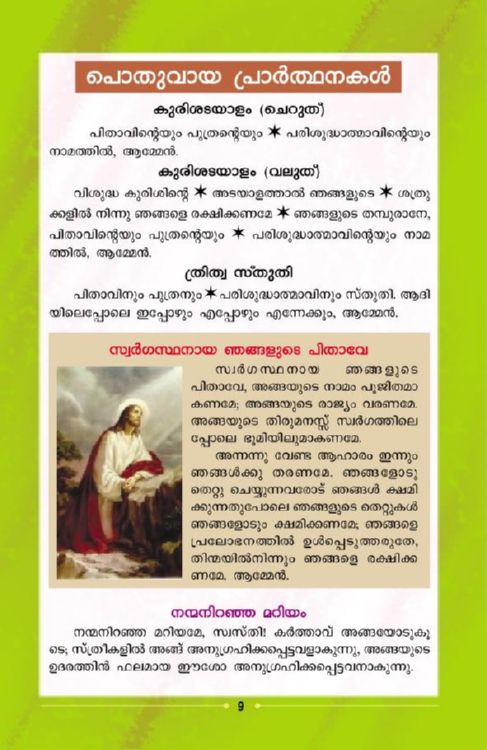 പൊതുവായ പ്രാർത്ഥനകൾ
കുരിശടയാളം (ചെറുത്)
പിതാവിന്റെയും പുത്രന്റെയും ✶ പരിശുദ്ധാത്മാവിന്റെയും
നാമത്തിൽ, ആമ്മേൻ.
കുരിശടയാളം (വലുത്)
വിശുദ്ധ കുരിശിന്റെ ✶ അടയാളത്താൽ ഞങ്ങളുടെ ✶ ശത്രു
ക്കളിൽ നിന്നു ഞങ്ങളെ രക്ഷിക്കണമേ ✶ ഞങ്ങളുടെ തമ്പുരാനേ,
പിതാവിന്റെയും പുത്രന്റെയും ✶ പരിശുദ്ധാത്മാവിന്റെയും നാമ
ത്തിൽ, ആമ്മേൻ.
ത്രിത്വ സ്തുതി
പിതാവിനും പുത്രനും ✶ പരിശുദ്ധാത്മാവിനും സ്തുതി. ആദി
യിലെപ്പോലെ ഇപ്പോഴും എപ്പോഴും എന്നേക്കും, ആമ്മേൻ.
സ്വർഗസ്ഥനായ ഞങ്ങളുടെ പിതാവേ
സ്വർഗസ്ഥനായ ഞങ്ങളുടെ
പിതാവേ, അങ്ങയുടെ നാമം പൂജിതമാ
കണമേ; അങ്ങയുടെ രാജ്യം വരണമേ.
അങ്ങയുടെ തിരുമനസ്സ് സ്വർഗത്തിലെ
പ്പോലെ ഭൂമിയിലുമാകണമേ.
അന്നന്നു വേണ്ട ആഹാരം ഇന്നും
ഞങ്ങൾക്കു തരണമേ. ഞങ്ങളോടു
തെറ്റു ചെയ്യുന്നവരോട് ഞങ്ങൾ ക്ഷമി
ക്കുന്നതുപോലെ ഞങ്ങളുടെ തെറ്റുകൾ
ഞങ്ങളോടും ക്ഷമിക്കണമേ; ഞങ്ങളെ
പ്രലോഭനത്തിൽ ഉൾപ്പെടുത്തരുതേ,
തിന്മയിൽനിന്നും ഞങ്ങളെ രക്ഷിക്ക
ണമേ, ആമ്മേൻ.
നന്മനിറഞ്ഞ മറിയം
നന്മനിറഞ്ഞ മറിയമേ, സ്വസ്തി! കർത്താവ് അങ്ങയോടുകൂ
ടെ; സ്ത്രീകളിൽ അങ്ങ് അനുഗ്രഹിക്കപ്പെട്ടവളാകുന്നു, അങ്ങയുടെ
ഉദരത്തിൻ ഫലമായ ഈശോ അനുഗ്രഹിക്കപ്പെട്ടവനാകുന്നു.
9